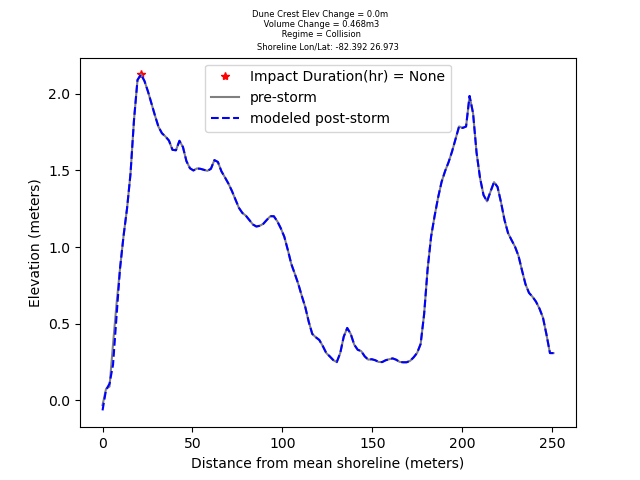 Dune Crest Elev Change = 0.0m
Volume Change = 0.468m3
Regime = Collision
Shoreline Lon/Lat: -82.392 26.973
Impact Duration(hr) = None
pre-storm
modeled post-storm
Elevation (meters)
2.0
1.5
1.0
0.5
0.0
0 50 100 150 200 250
Distance from mean shoreline (meters)